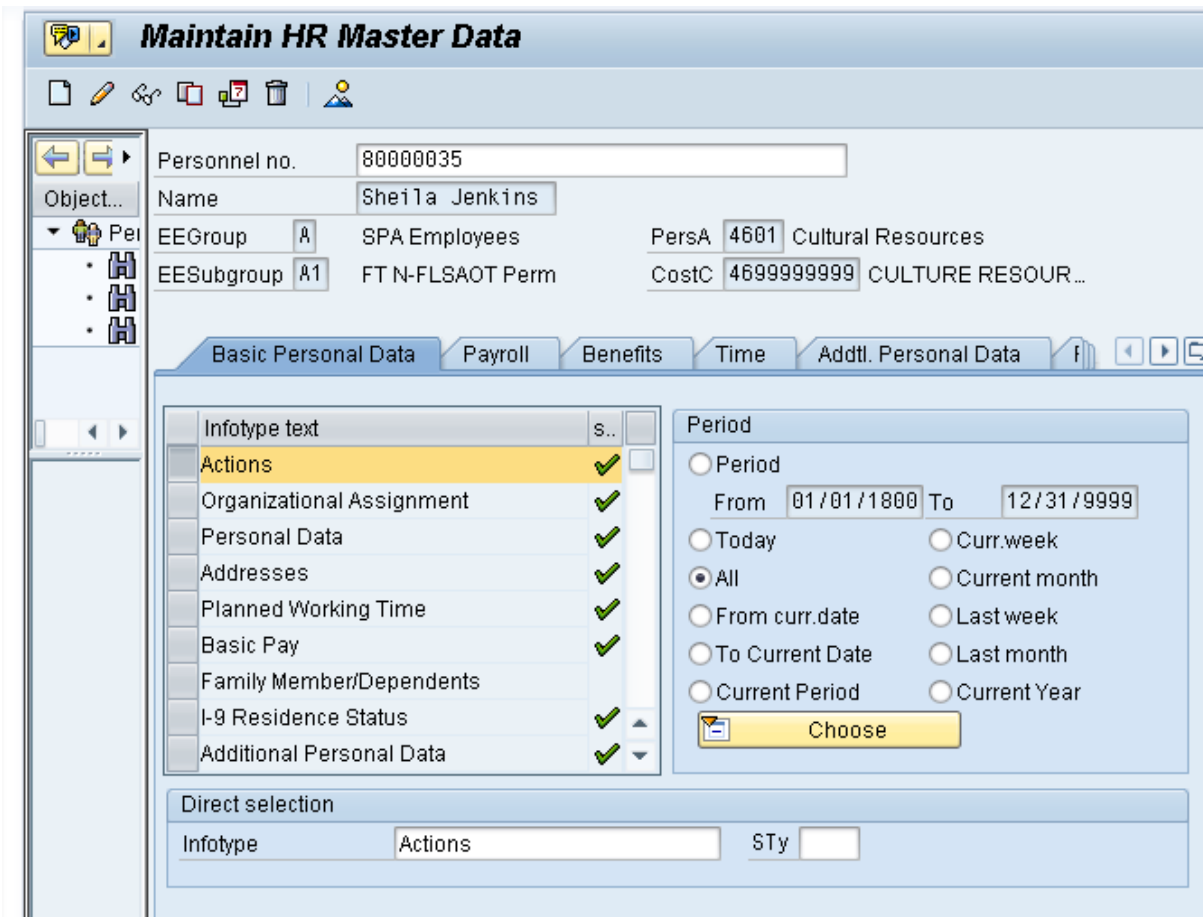 Maintain HR Master Data
Personnel no. 80000035
Object...
Name Sheila Jenkins
Per
EEGroup A SPA Employees PersA 4601 Cultural Resources
EESubgroup A1 FT N-FLSAOT Perm CostC 4699999999 CULTURE RESOUR...
Basic Personal Data Payroll Benefits Time Addtl. Personal Data
Infotype text s..
Actions
Organizational Assignment
Personal Data
Addresses
Planned Working Time
Basic Pay
Family Member/Dependents
I-9 Residence Status
Additional Personal Data
Period
Period
From 01/01/1800 To 12/31/9999
Today Curr.week
All Current month
From curr.date Last week
To Current Date Last month
Current Period Current Year
Choose
Direct selection
Infotype Actions STy